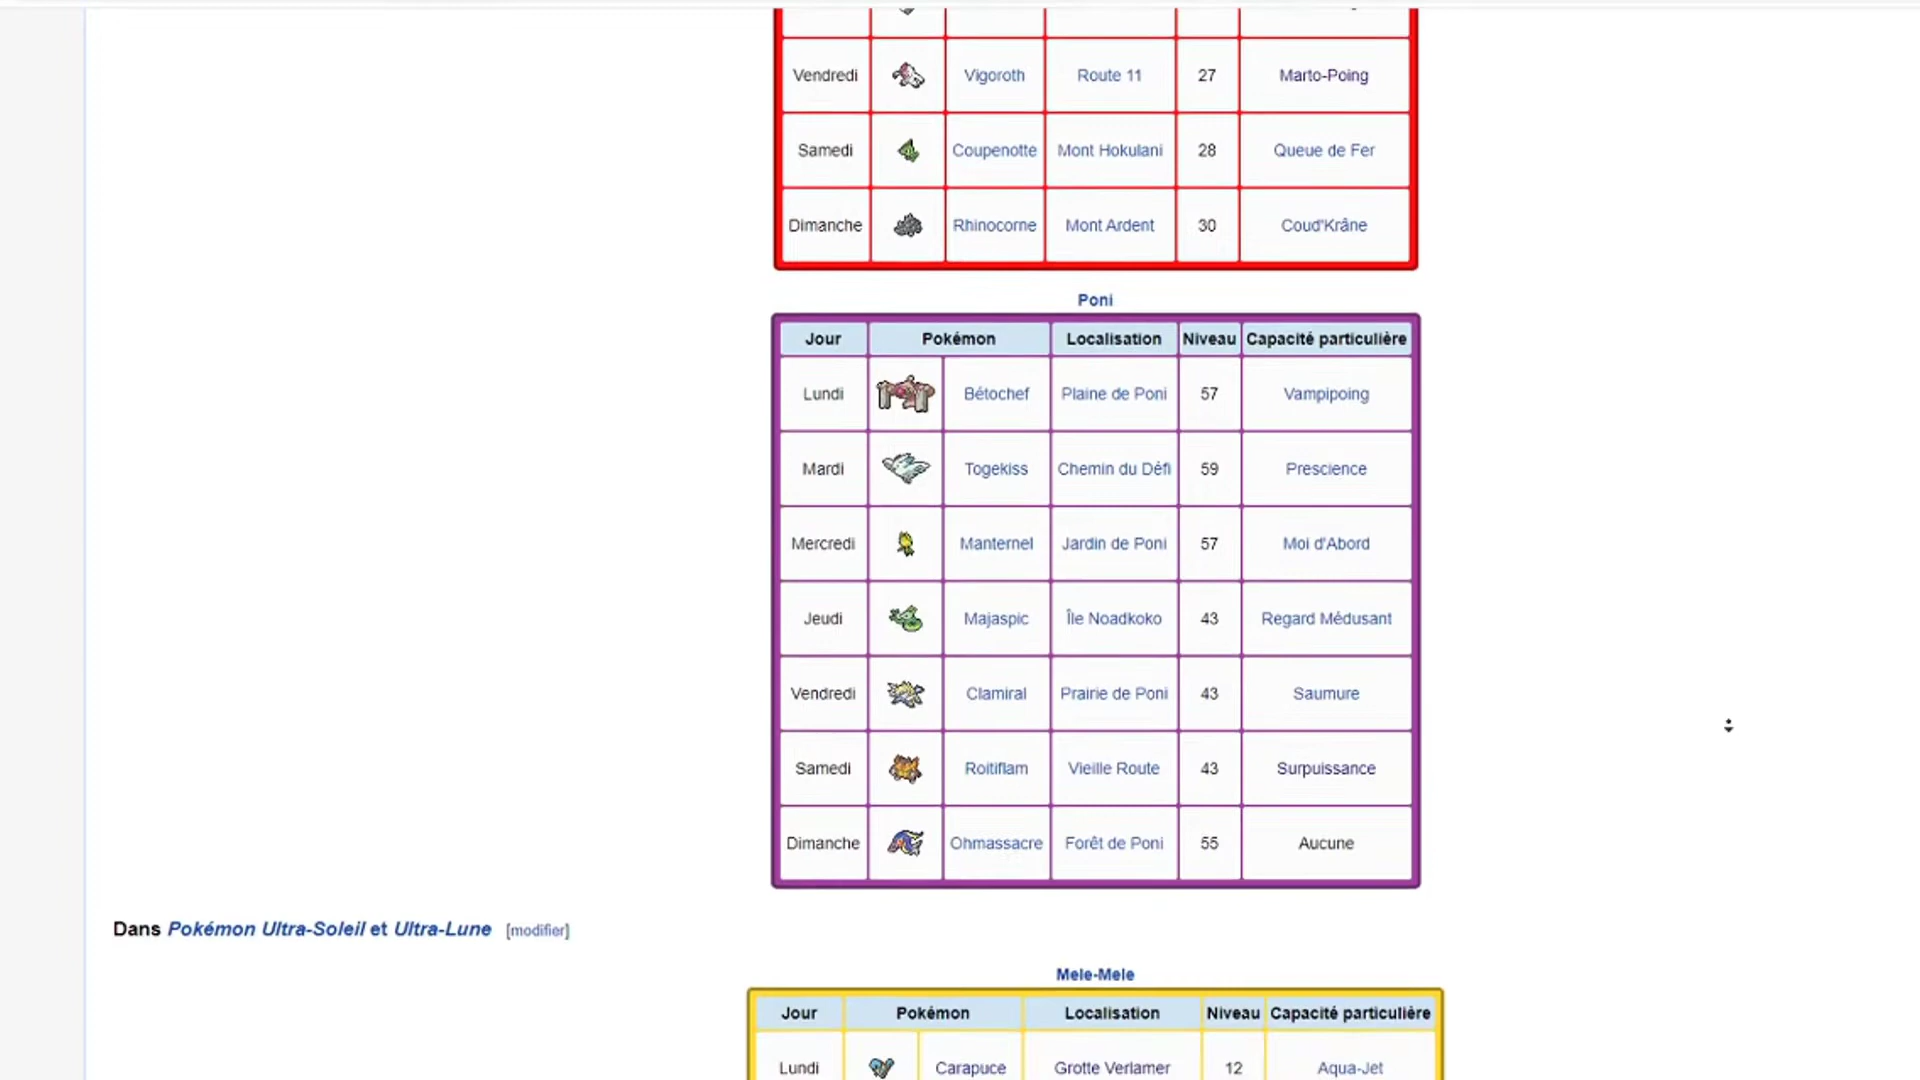 Vendredi Vigoroth Route 11 27 Marto-Poing
Samedi Coupenotte Mont Hokulani 28 Queue de Fer
Dimanche Rhinocorne Mont Ardent 30 Coud'Krâne
Poni
Jour Pokémon Localisation Niveau Capacité particulière
Lundi Bétochef Plaine de Poni 57 Vampipoing
Mardi Togekiss Chemin du Défi 59 Prescience
Mercredi Manternel Jardin de Poni 57 Moi d'Abord
Jeudi Majaspic Île Noadkoko 43 Regard Médusant
Vendredi Clamiral Prairie de Poni 43 Saumure
Samedi Roitiflam Vieille Route 43 Surpuissance
Dimanche Ohmassacre Forêt de Poni 55 Aucune
Dans Pokémon Ultra-Soleil et Ultra-Lune [modifier]
Mele-Mele
Jour Pokémon Localisation Niveau Capacité particulière
Lundi Carapuce Grotte Verlamer 12 Aqua-Jet